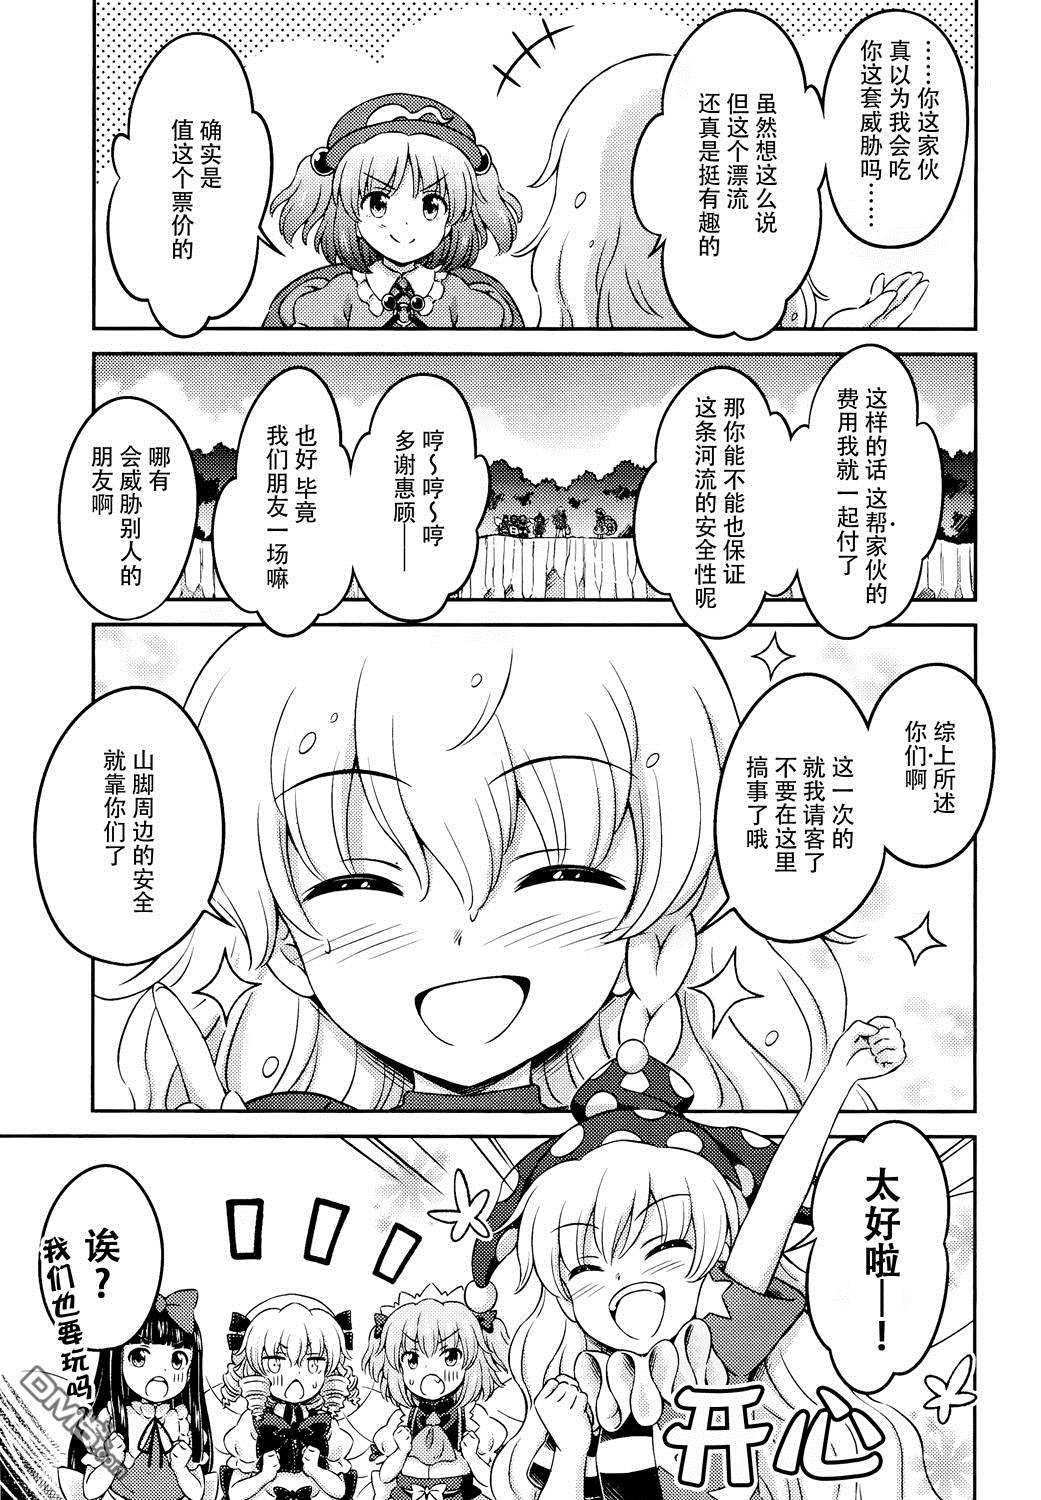 ……你这家伙
真以为我会吃
你这套威胁吗……
虽然想这么说
但这个漂流
还真是挺有趣的
确实是
值这个票价的
这样的话 这帮家伙的
费用我就一起付了
那你能不能也保证
这条河流的安全性呢
哼～哼～哼
多谢惠顾——
也好 毕竟
我们朋友一场嘛
哪有
会威胁别人的
朋友啊
综上所述
你们啊
这一次的
就我请客了
不要在这里
搞事了哦
山脚周边的安全
就靠你们了
太好啦——！
开心
诶？
我们也要玩吗
DM5.com